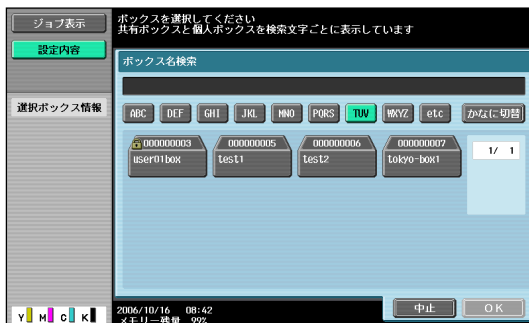 ジョブ表示
設定内容
選択ボックス情報
ボックスを選択してください
共有ボックスと個人ボックスを検索文字ごとに表示しています
ボックス名検索
ABC DEF GHI JKL MNO PQRS TUV WXYZ etc かなに切替
000000003 000000005 000000006 000000007
user01box test1 test2 tokyo-box1
1/ 1
中止 OK
Y M C K
2006/10/16 08:42
メモリー残量 99%